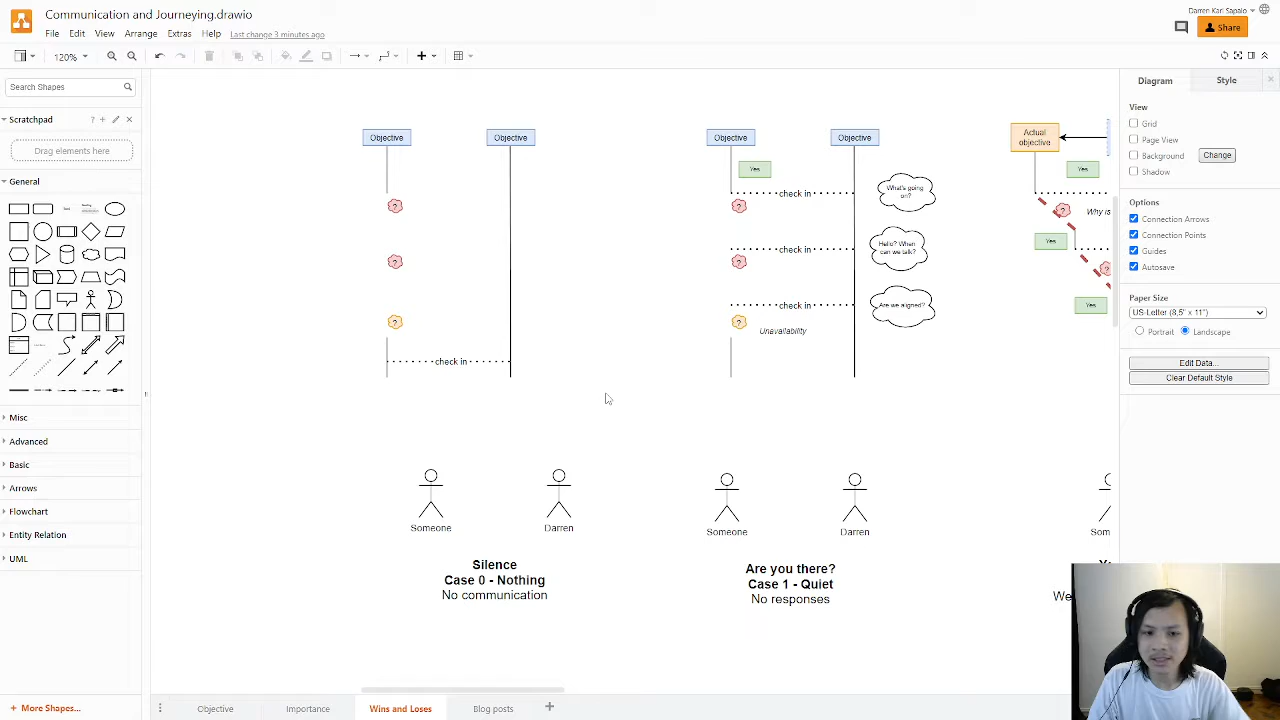 Communication and Journeying.drawio
Darren Karl Sapalo
File Edit View Arrange Extras Help Last change 3 minutes ago
Share
120%
Search Shapes
Scratchpad
Drag elements here
General
Misc
Advanced
Basic
Arrows
Flowchart
Entity Relation
UML
+ More Shapes...
Objective
Objective
?
?
?
check in
Someone
Darren
Silence
Case 0 - Nothing
No communication
Objective
Objective
Yes
check in
What's going
on?
?
check in
Hello? When
can we talk?
?
check in
Are we aligned?
?
Unavailability
Someone
Darren
Are you there?
Case 1 - Quiet
No responses
Actual
objective
Yes
?
Why is
Yes
?
Yes
Som
We
Diagram
Style
View
Grid
Page View
Background
Change
Shadow
Options
Connection Arrows
Connection Points
Guides
Autosave
Paper Size
US-Letter (8,5" x 11")
Portrait
Landscape
Edit Data...
Clear Default Style
Objective
Importance
Wins and Loses
Blog posts